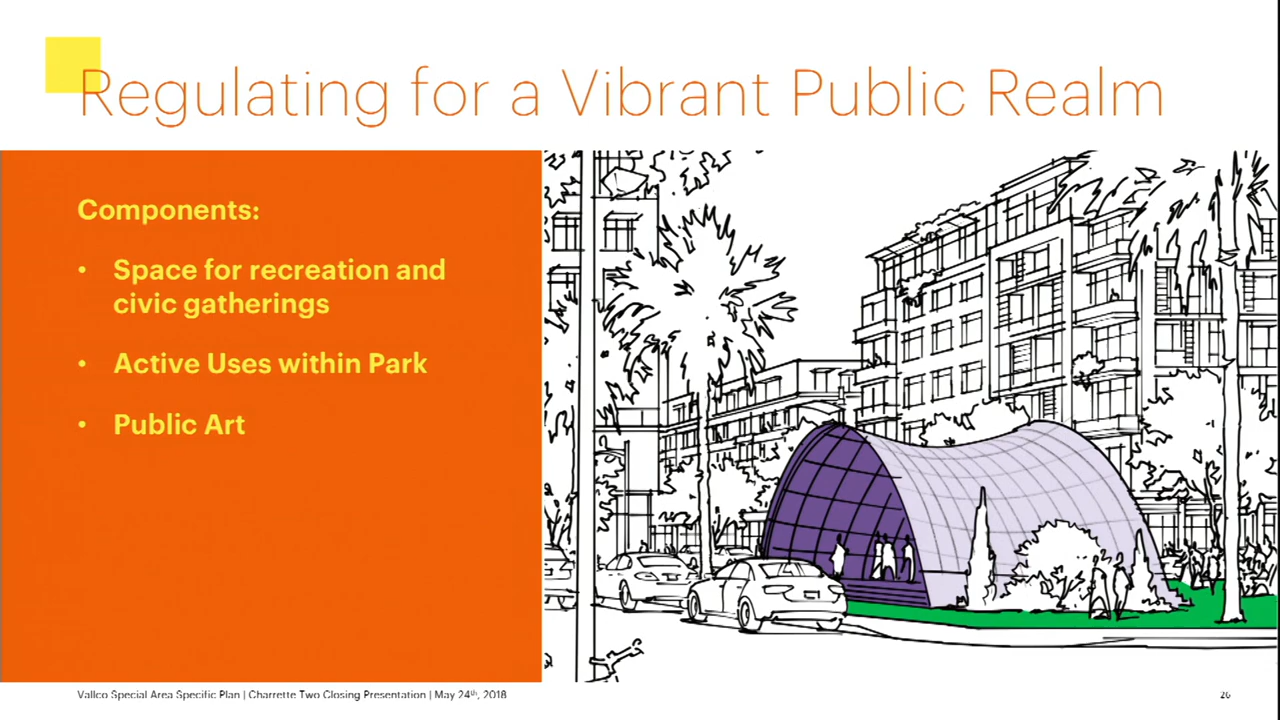 Regulating for a Vibrant Public Realm
Components:
• Space for recreation and
civic gatherings
• Active Uses within Park
• Public Art
Vallco Special Area Specific Plan | Charrette Two Closing Presentation | May 24th, 2018
26